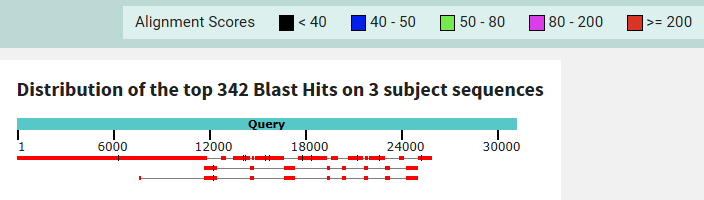 Alignment Scores < 40 40 - 50 50 - 80 80 - 200 >= 200
Distribution of the top 342 Blast Hits on 3 subject sequences
Query
1 6000 12000 18000 24000 30000